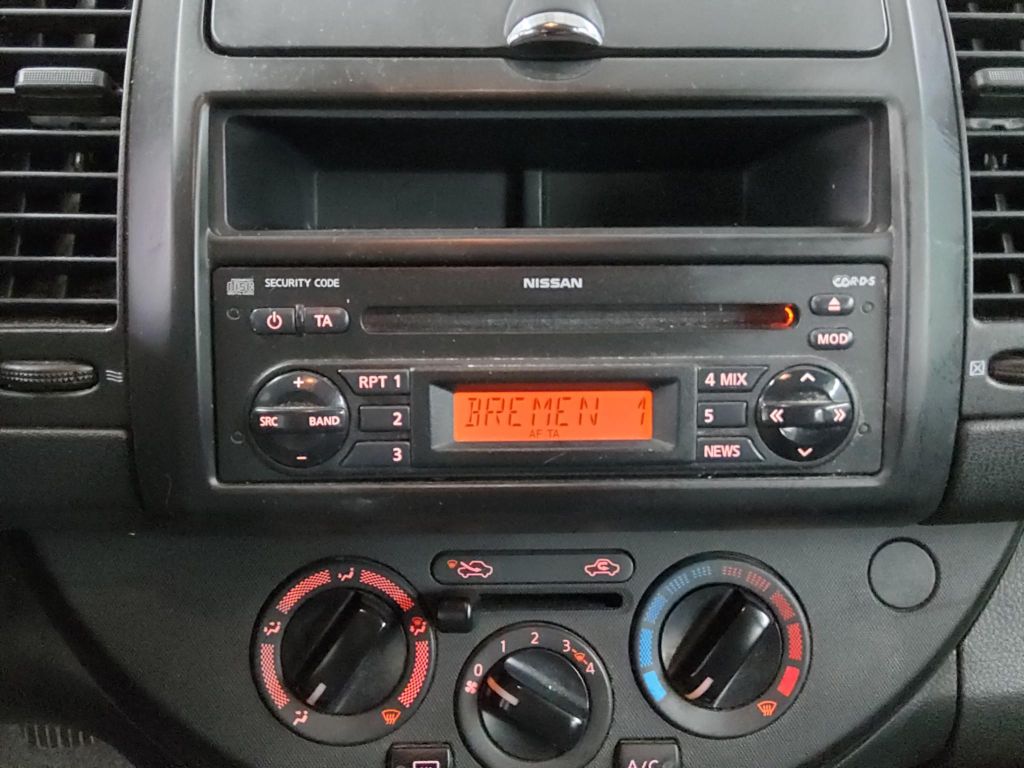 DISC SECURITY CODE NISSAN CD R·D·S
TA
MOD
+ RPT 1 4 MIX
SRC BAND 2 BREMEN 1 5
AF TA
- 3 NEWS
0 1 2 3 4
A/C